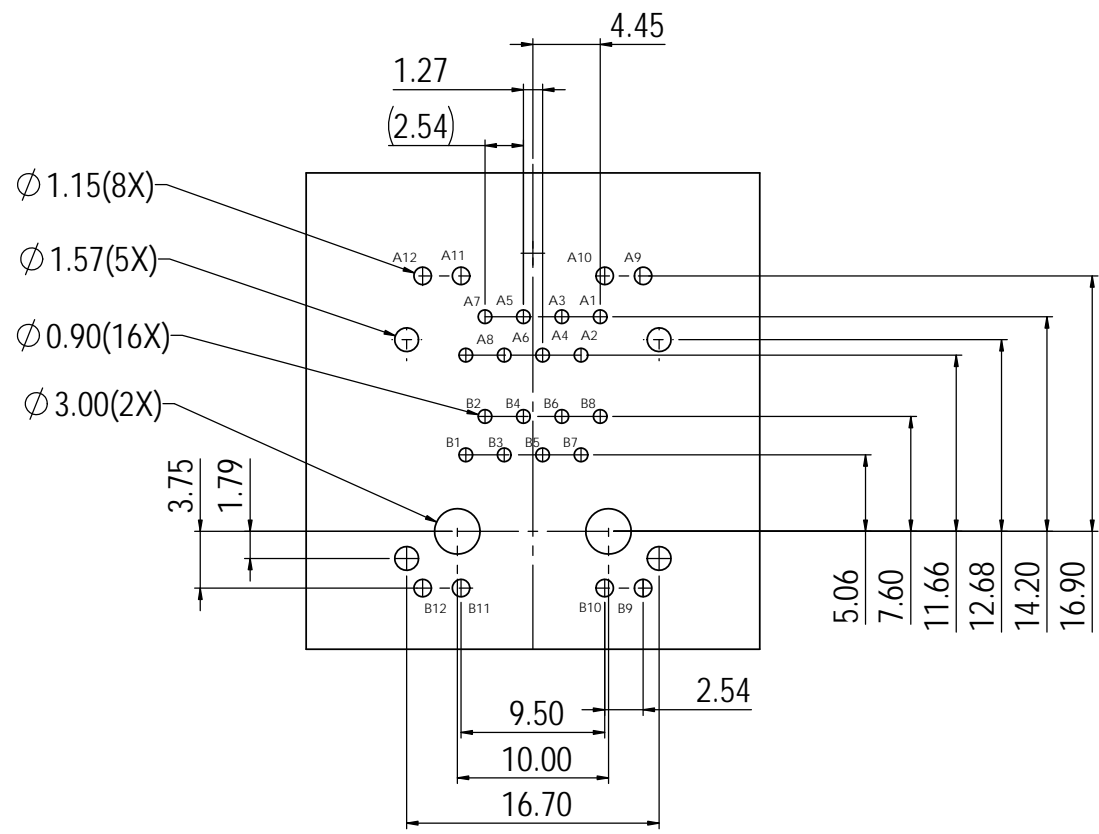 4.45
1.27
(2.54)
∅ 1.15(8X)
∅ 1.57(5X)
∅ 0.90(16X)
∅ 3.00(2X)
A12 A11 A10 A9
A7 A5 A3 A1
A8 A6 A4 A2
B2 B4 B6 B8
B1 B3 B5 B7
3.75
1.79
B12 B11 B10 B9
5.06
7.60
11.66
12.68
14.20
16.90
2.54
9.50
10.00
16.70